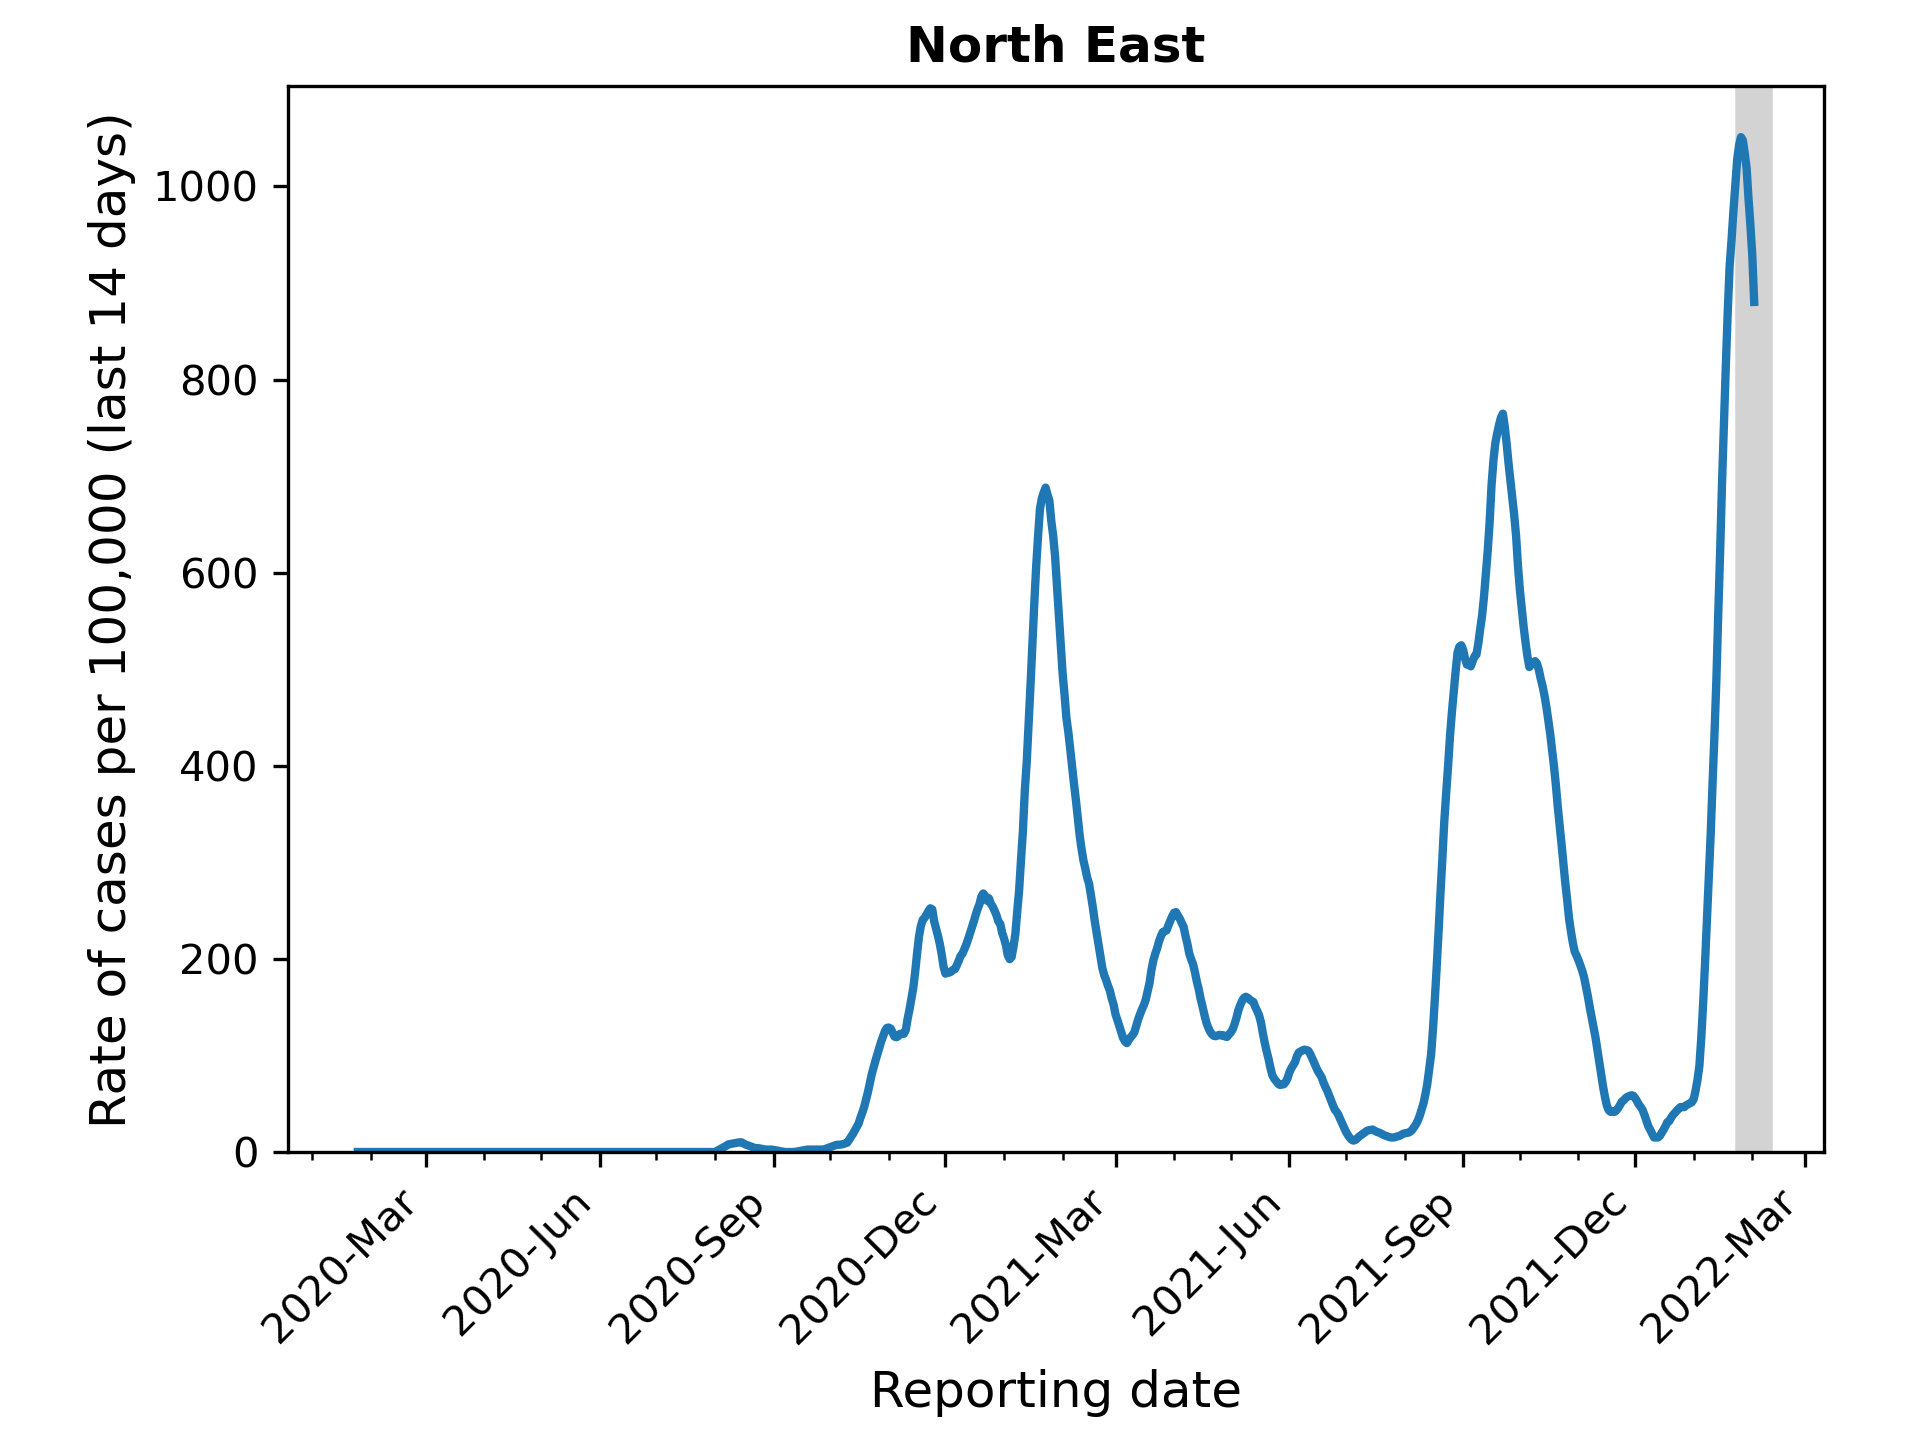 North East
Rate of cases per 100,000 (last 14 days)
1000
800
600
400
200
0
2020-Mar
2020-Jun
2020-Sep
2020-Dec
2021-Mar
2021-Jun
2021-Sep
2021-Dec
2022-Mar
Reporting date